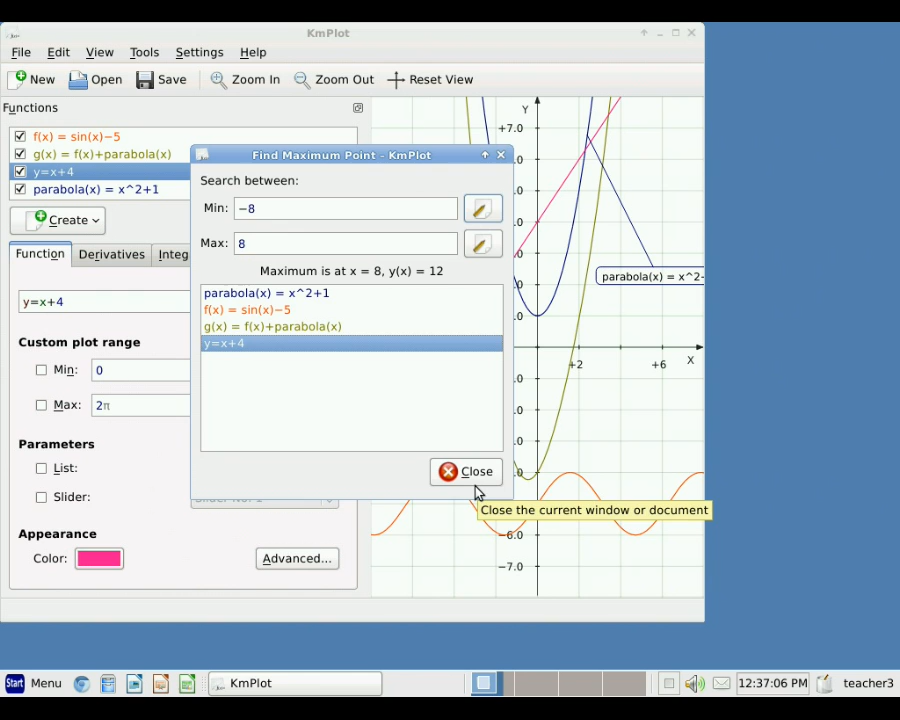 KmPlot
File Edit View Tools Settings Help
New Open Save Zoom In Zoom Out Reset View
Functions
f(x) = sin(x)−5
g(x) = f(x)+parabola(x)
y=x+4
parabola(x) = x^2+1
Create
Function Derivatives Integ
y=x+4
Custom plot range
Min: 0
Max: 2π
Parameters
List:
Slider:
Appearance
Color: Advanced...
Find Maximum Point - KmPlot
Search between:
Min: −8
Max: 8
Maximum is at x = 8, y(x) = 12
parabola(x) = x^2+1
f(x) = sin(x)−5
g(x) = f(x)+parabola(x)
y=x+4
Close
Close the current window or document
Y
+7.0
parabola(x) = x^2-
X
+2 +6
−6.0
−7.0
Start Menu KmPlot 12:37:06 PM teacher3